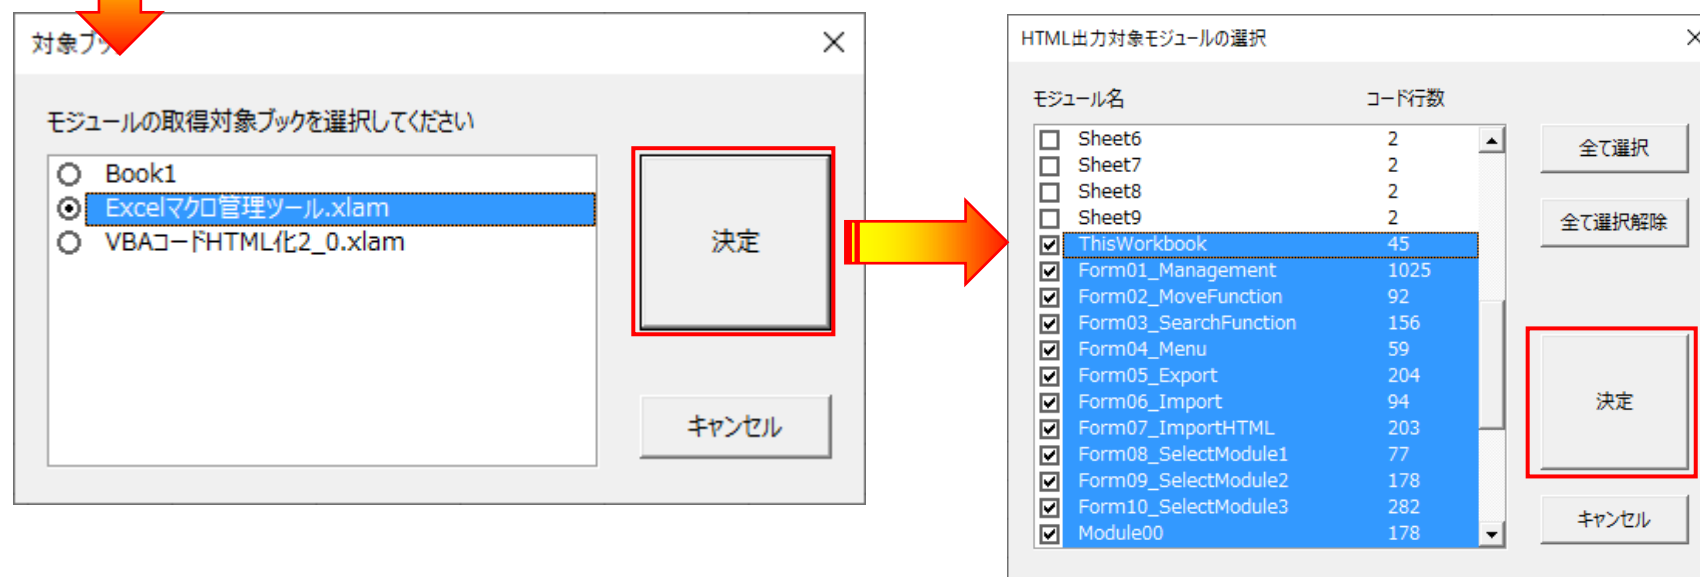 対象ブ
モジュールの取得対象ブックを選択してください
Book1
Excelマクロ管理ツール.xlam
VBAコードHTML化2_0.xlam
決定
キャンセル
HTML出力対象モジュールの選択
モジュール名 コード行数
Sheet6 2
Sheet7 2
Sheet8 2
Sheet9 2
ThisWorkbook 45
Form01_Management 1025
Form02_MoveFunction 92
Form03_SearchFunction 156
Form04_Menu 59
Form05_Export 204
Form06_Import 94
Form07_ImportHTML 203
Form08_SelectModule1 77
Form09_SelectModule2 178
Form10_SelectModule3 282
Module00 178
全て選択
全て選択解除
決定
キャンセル